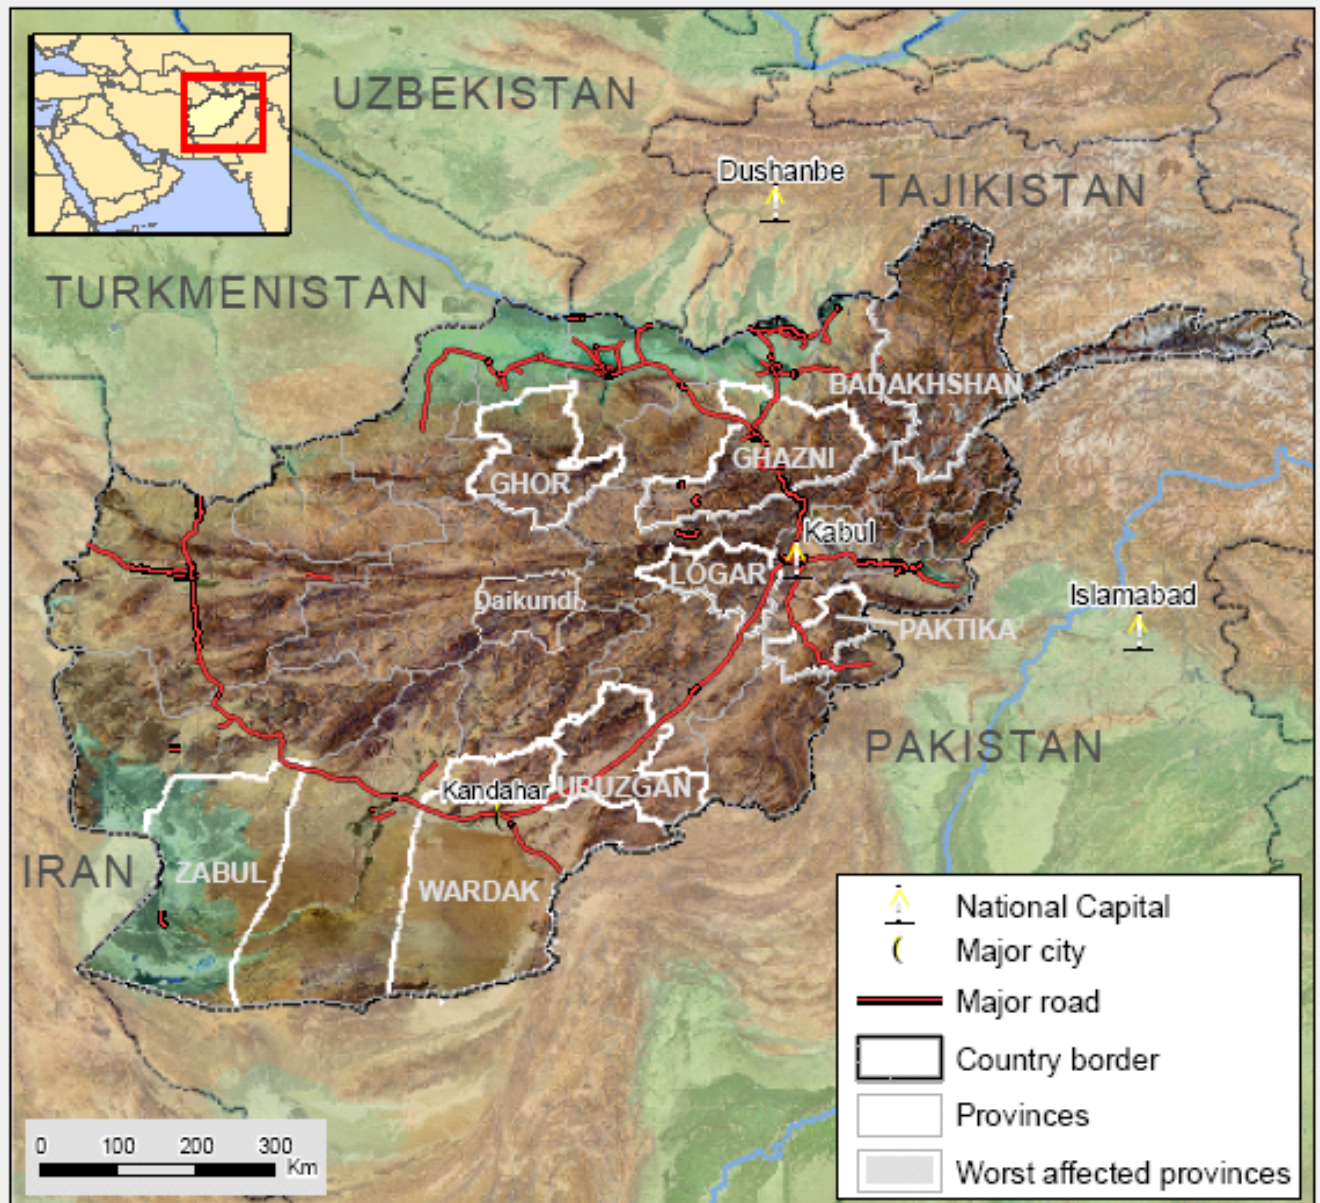 UZBEKISTAN
Dushanbe
TAJIKISTAN
TURKMENISTAN
BADAKHSHAN
GHAZNI
GHOR
Kabul
LOGAR
Daikundi
Islamabad
PAKTIKA
PAKISTAN
Kandahar
URUZGAN
IRAN
ZABUL
WARDAK
National Capital
Major city
Major road
Country border
Provinces
Worst affected provinces
0 100 200 300
Km